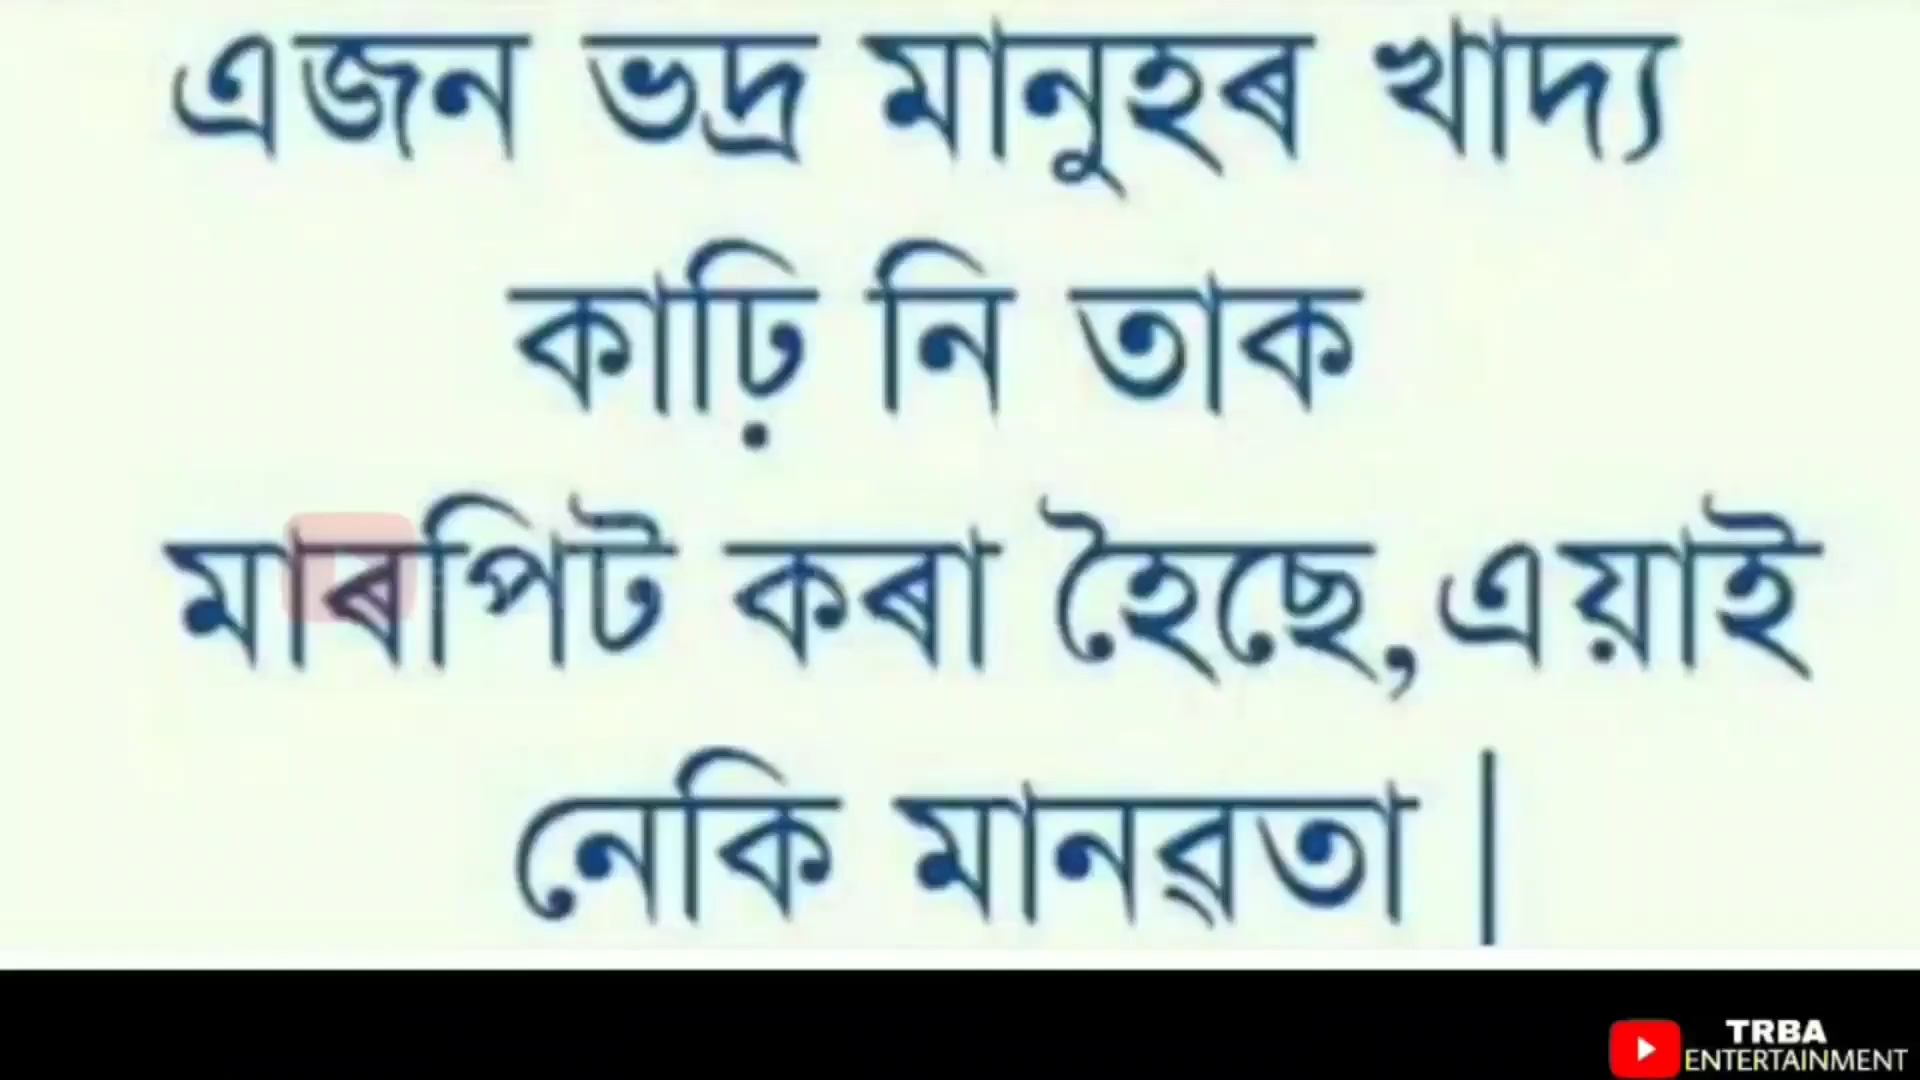 এজন ভদ্ৰ মানুহৰ খাদ্য
কাঢ়ি নি তাক
মাৰপিট কৰা হৈছে,এয়াই
নেকি মানৱতা |
TRBA
ENTERTAINMENT